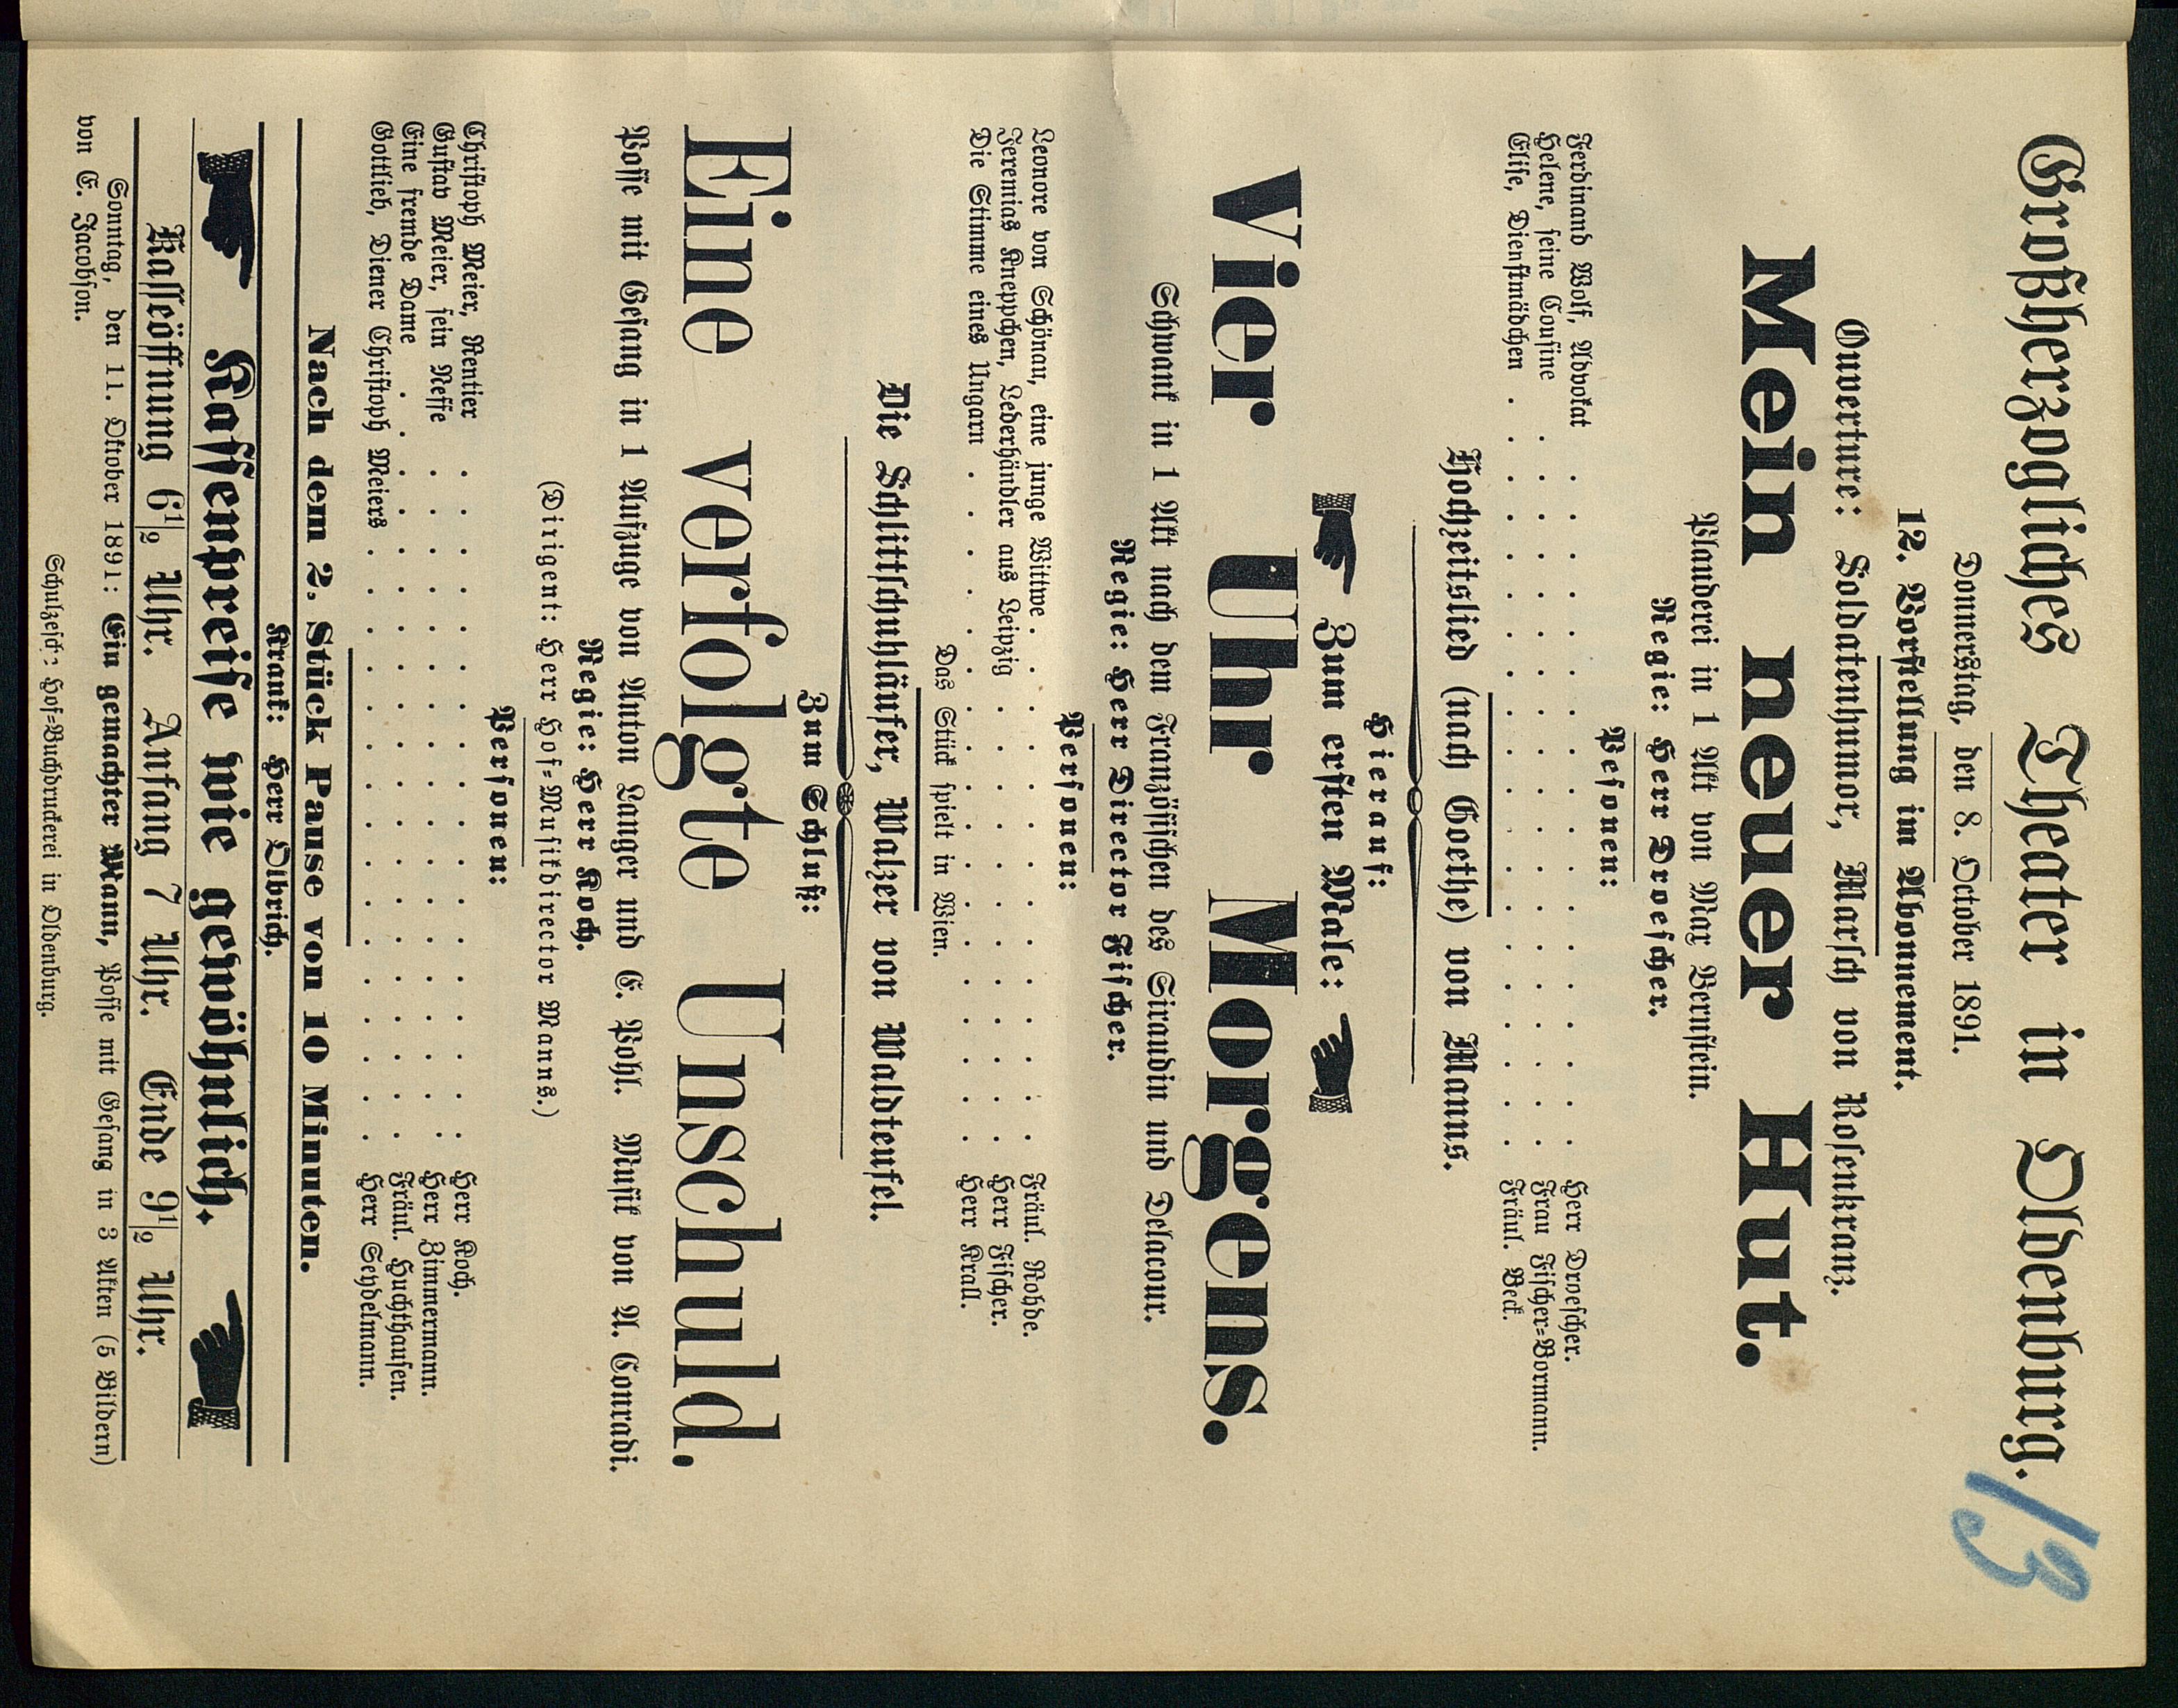 13
Großherzogliches Theater in Oldenburg.
Donnerstag, den 8. October 1891.
12. Vorstellung im Abonnement.
Ouverture: Soldatenhumor, Marsch von Rosenkranz.
Mein neuer Hut.
Plauderei in 1 Akt von Max Bernstein.
Regie: Herr Droescher.
Pesonen:
Ferdinand Wolf, Advokat . . . . . . . . . Herr Droescher.
Helene, seine Cousine . . . . . . . . . Frau Fischer-Bormann.
Elise, Dienstmädchen . . . . . . . . . Fräul. Beck.
Hochzeitslied (nach Goethe) von Manns.
Hierauf:
Zum ersten Male:
Vier Uhr Morgens.
Schwank in 1 Akt nach dem Französischen des Siraudin und Delacour.
Regie: Herr Director Fischer.
Personen:
Leonore von Schönau, eine junge Wittwe . . . . . . . Fräul. Rohde.
Jeremias Kneppchen, Lederhändler aus Leipzig . . . . . . Herr Fischer.
Die Stimme eines Ungarn . . . . . . . . . Herr Krall.
Das Stück spielt in Wien.
Die Schlittschuhläufer, Walzer von Waldteufel.
Zum Schluß:
Eine verfolgte Unschuld.
Posse mit Gesang in 1 Aufzuge von Anton Langer und E. Pohl. Musik von A. Conradi.
Regie: Herr Koch.
(Dirigent: Herr Hof-Musikdirector Manns.)
Personen:
Christoph Meier, Rentier . . . . . . . . . Herr Koch.
Gustav Meier, sein Neffe . . . . . . . . . Herr Zimmermann.
Eine fremde Dame . . . . . . . . . . Fräul. Huchthausen.
Gottlieb, Diener Christoph Meiers . . . . . . . . Herr Seydelmann.
Nach dem 2. Stück Pause von 10 Minuten.
Krank: Herr Olbrich.
Kassenpreise wie gewöhnlich.
Kasseöffnung 6½ Uhr. Anfang 7 Uhr. Ende 9½ Uhr.
Sonntag, den 11. Oktober 1891: Ein gemachter Mann, Posse mit Gesang in 3 Akten (5 Bildern)
von E. Jacobson.
Schulzesche Hof-Buchdruckerei in Oldenburg.